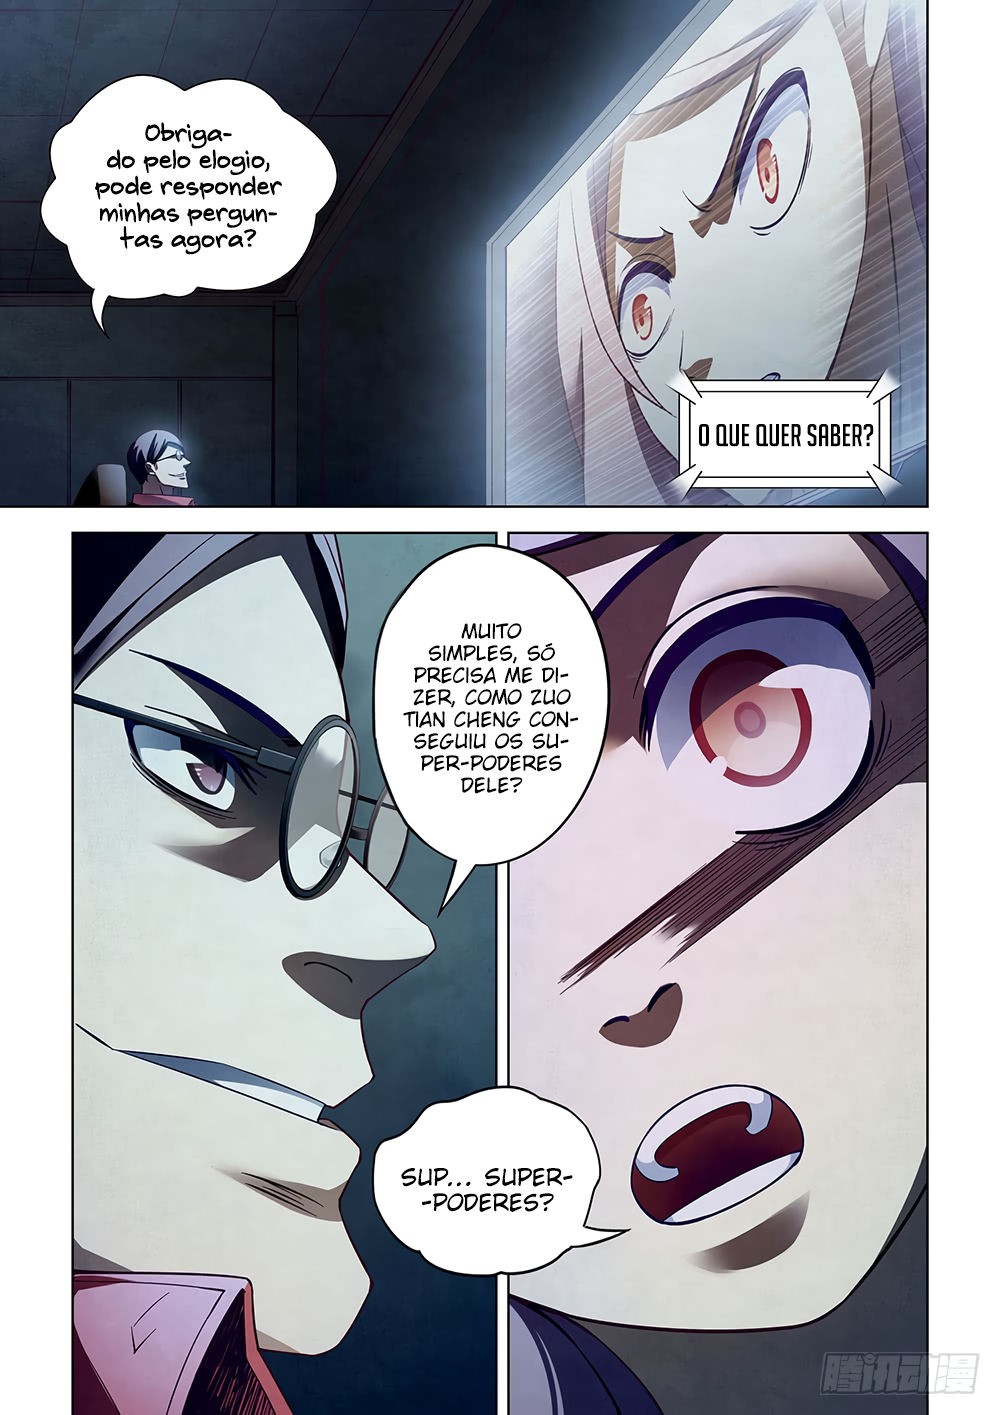 Obriga-
do pelo elogio,
pode responder
minhas pergun-
tas agora?
O QUE QUER SABER?
MUITO
SIMPLES, SÓ
PRECISA ME DI-
ZER, COMO ZUO
TIAN CHENG CON-
SEGUIU OS SU-
PER-PODERES
DELE?
SUP... SUPER-
-PODERES?
腾讯动漫